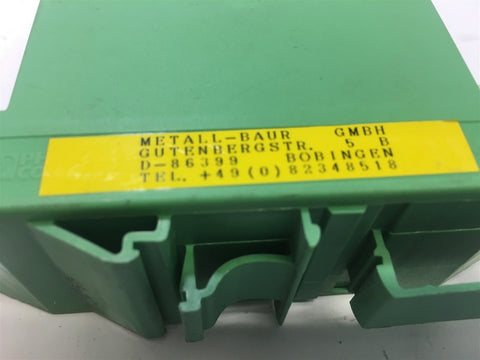 METALL-BAUR GMBH
GUTENBERGSTR. 5 B
D-86399 BOBINGEN
TEL. +49(0)82348518